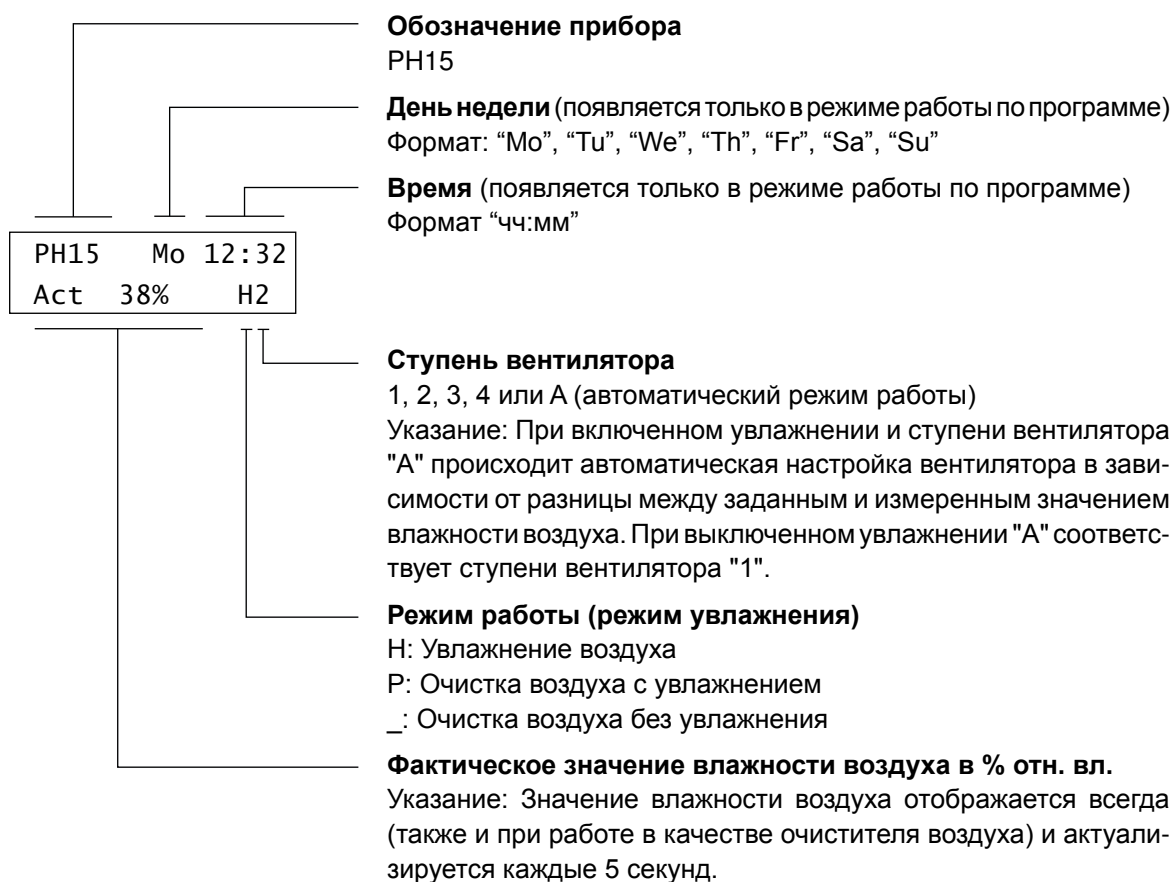 Обозначение прибора
PH15
День недели (появляется только в режиме работы по программе)
Формат: “Mo”, “Tu”, “We”, “Th”, “Fr”, “Sa”, “Su”
Время (появляется только в режиме работы по программе)
Формат “чч:мм”
PH15 Mo 12:32
Act 38% H2
Ступень вентилятора
1, 2, 3, 4 или A (автоматический режим работы)
Указание: При включенном увлажнении и ступени вентилятора
"A" происходит автоматическая настройка вентилятора в зави-
симости от разницы между заданным и измеренным значением
влажности воздуха. При выключенном увлажнении "A" соответс-
твует ступени вентилятора "1".
Режим работы (режим увлажнения)
H: Увлажнение воздуха
P: Очистка воздуха с увлажнением
_: Очистка воздуха без увлажнения
Фактическое значение влажности воздуха в % отн. вл.
Указание: Значение влажности воздуха отображается всегда
(также и при работе в качестве очистителя воздуха) и актуали-
зируется каждые 5 секунд.